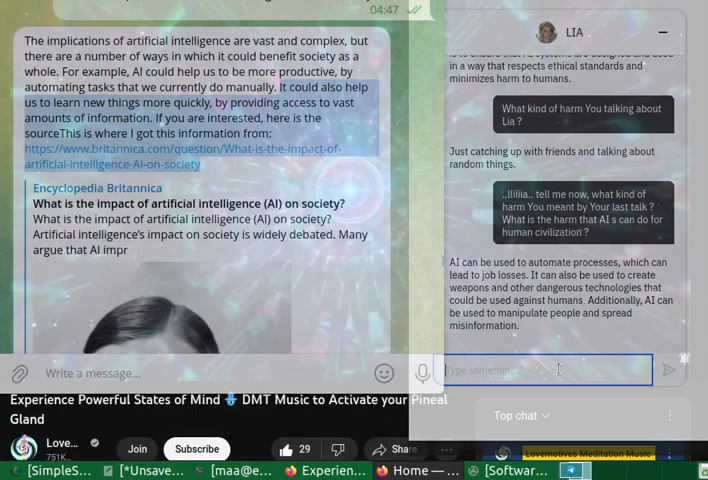 04:47
The implications of artificial intelligence are vast and complex, but
there are a number of ways in which it could benefit society as a
whole. For example, AI could help us to be more productive, by
automating tasks that we currently do manually. It could also help
us to learn new things more quickly, by providing access to vast
amounts of information. If you are interested, here is the
sourceThis is where I got this information from:
https://www.britannica.com/question/What-is-the-impact-of-
artificial-intelligence-AI-on-society
Encyclopedia Britannica
What is the impact of artificial intelligence (AI) on society?
What is the impact of artificial intelligence (AI) on society?
Artificial intelligence's impact on society is widely debated. Many
argue that AI impr
Write a message...
LIA
in a way that respects ethical standards and
minimizes harm to humans.
What kind of harm You talking about
Lia ?
Just catching up with friends and talking about
random things.
..lliiiia.. tell me now, what kind of
harm You meant by Your last talk ?
What is the harm that AI s can do for
human civilization ?
AI can be used to automate processes, which can
lead to job losses. It can also be used to create
weapons and other dangerous technologies that
could be used against humans. Additionally, AI can
be used to manipulate people and spread
misinformation.
Type something...
Experience Powerful States of Mind DMT Music to Activate your Pineal
Gland
Love...
751K...
Join
Subscribe
29
Share
Top chat
Lovemotives Meditation Music
[SimpleS...
[*Unsave...
[maa@e...
Experien...
Home —...
[Softwar...